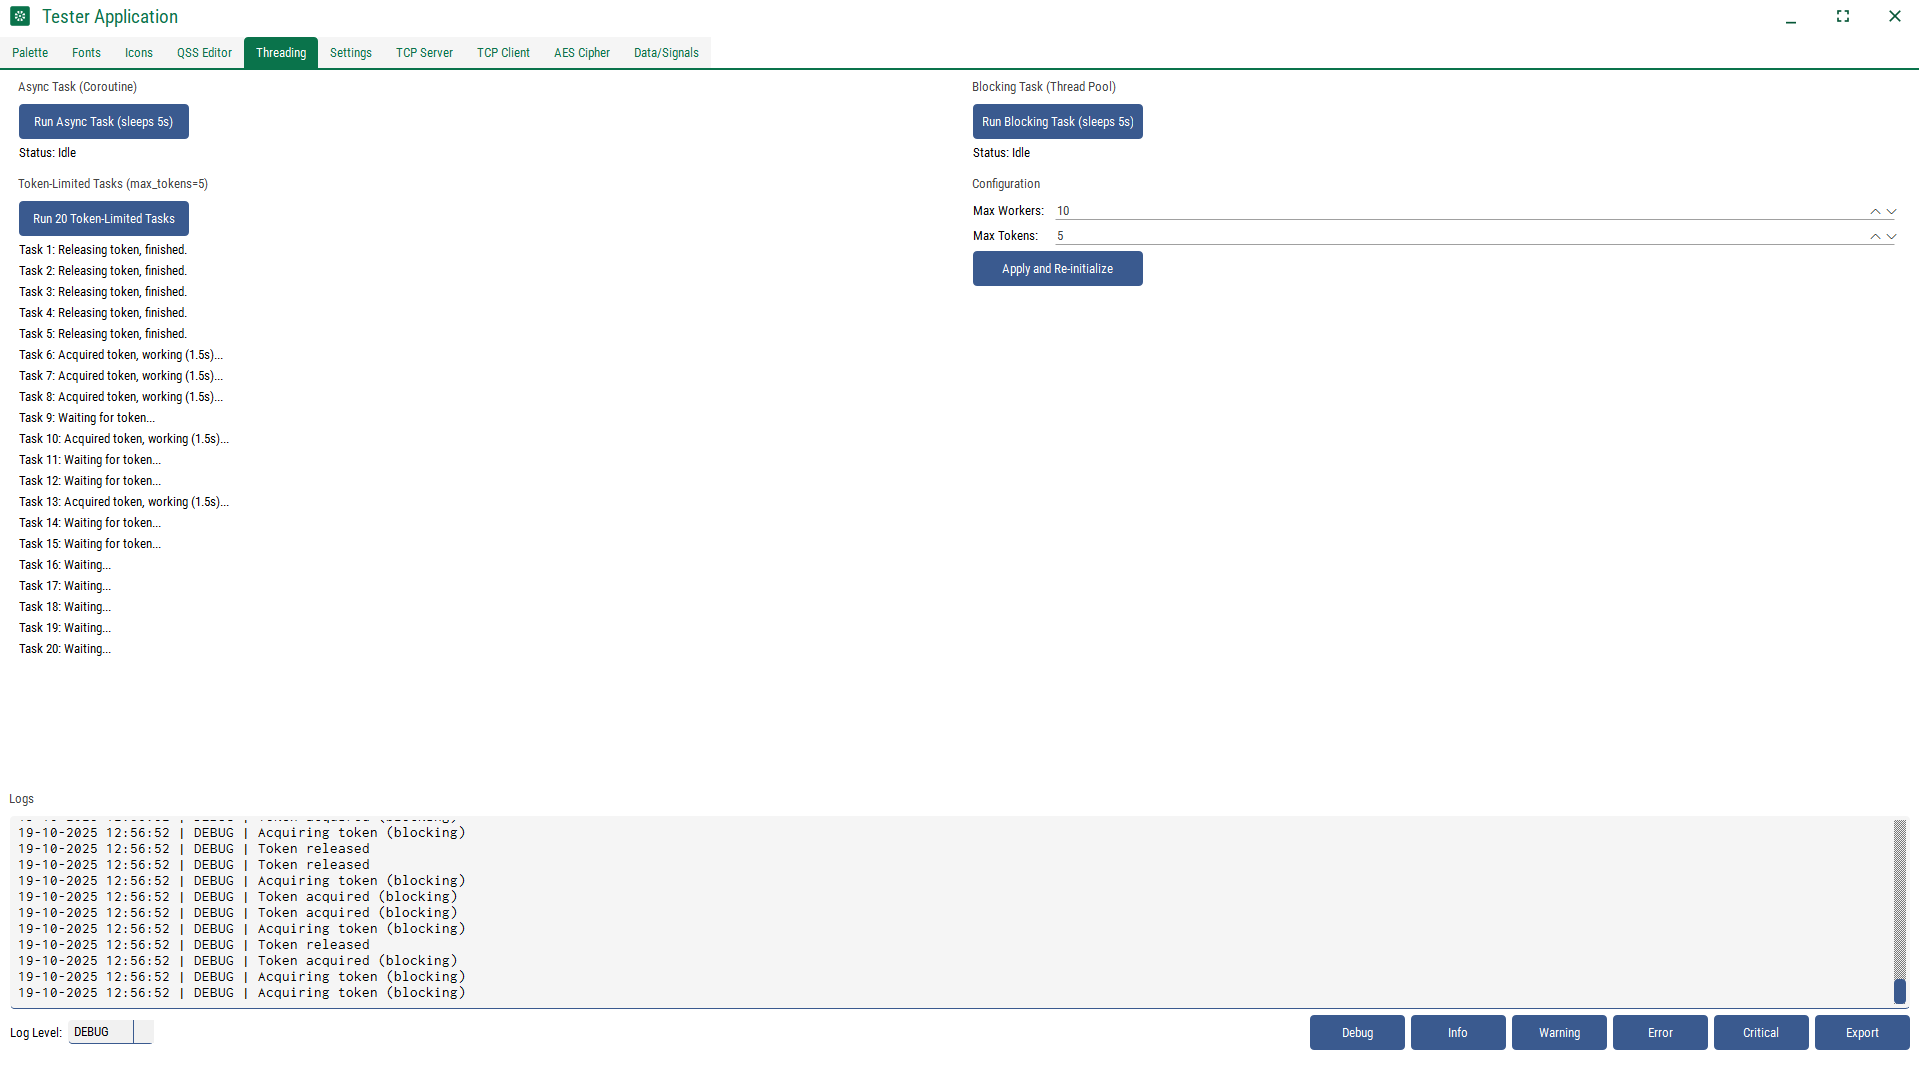 Tester Application
Palette Fonts Icons QSS Editor Threading Settings TCP Server TCP Client AES Cipher Data/Signals
Async Task (Coroutine)
Run Async Task (sleeps 5s)
Status: Idle
Token-Limited Tasks (max_tokens=5)
Run 20 Token-Limited Tasks
Task 1: Releasing token, finished.
Task 2: Releasing token, finished.
Task 3: Releasing token, finished.
Task 4: Releasing token, finished.
Task 5: Releasing token, finished.
Task 6: Acquired token, working (1.5s)...
Task 7: Acquired token, working (1.5s)...
Task 8: Acquired token, working (1.5s)...
Task 9: Waiting for token...
Task 10: Acquired token, working (1.5s)...
Task 11: Waiting for token...
Task 12: Waiting for token...
Task 13: Acquired token, working (1.5s)...
Task 14: Waiting for token...
Task 15: Waiting for token...
Task 16: Waiting...
Task 17: Waiting...
Task 18: Waiting...
Task 19: Waiting...
Task 20: Waiting...
Blocking Task (Thread Pool)
Run Blocking Task (sleeps 5s)
Status: Idle
Configuration
Max Workers: 10
Max Tokens: 5
Apply and Re-initialize
Logs
19-10-2025 12:56:52 | DEBUG | Token acquired (blocking)
19-10-2025 12:56:52 | DEBUG | Acquiring token (blocking)
19-10-2025 12:56:52 | DEBUG | Token released
19-10-2025 12:56:52 | DEBUG | Token released
19-10-2025 12:56:52 | DEBUG | Acquiring token (blocking)
19-10-2025 12:56:52 | DEBUG | Token acquired (blocking)
19-10-2025 12:56:52 | DEBUG | Token acquired (blocking)
19-10-2025 12:56:52 | DEBUG | Acquiring token (blocking)
19-10-2025 12:56:52 | DEBUG | Token released
19-10-2025 12:56:52 | DEBUG | Token acquired (blocking)
19-10-2025 12:56:52 | DEBUG | Acquiring token (blocking)
19-10-2025 12:56:52 | DEBUG | Acquiring token (blocking)
Log Level: DEBUG
Debug Info Warning Error Critical Export